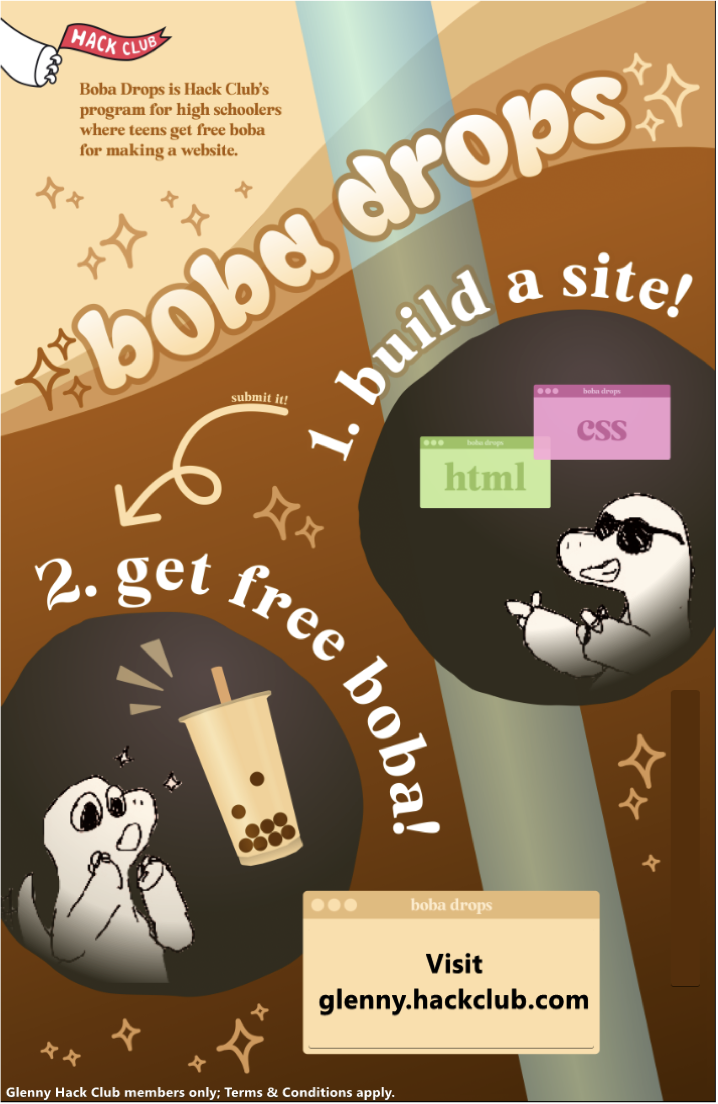 HACK CLUB
Boba Drops is Hack Club's
program for high schoolers
where teens get free boba
for making a website.
boba drops
1. build a site!
boba drops
css
boba drops
html
submit it!
2. get free boba!
boba drops
Visit
glenny.hackclub.com
Glenny Hack Club members only; Terms & Conditions apply.